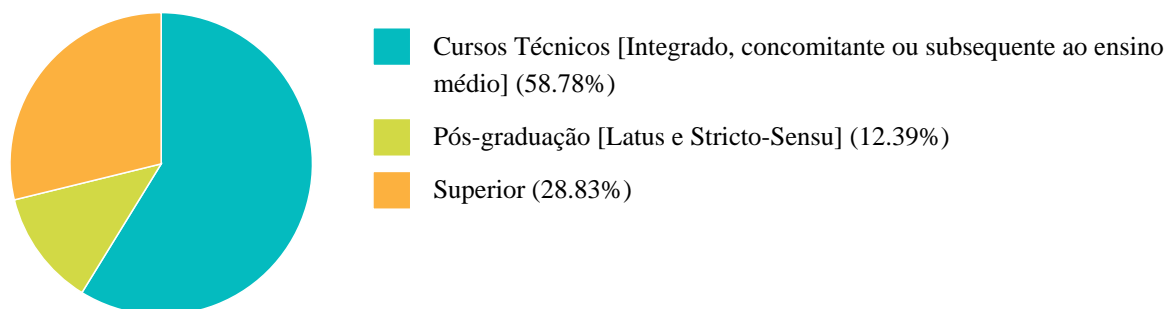 Cursos Técnicos [Integrado, concomitante ou subsequente ao ensino
médio] (58.78%)
Pós-graduação [Latus e Stricto-Sensu] (12.39%)
Superior (28.83%)